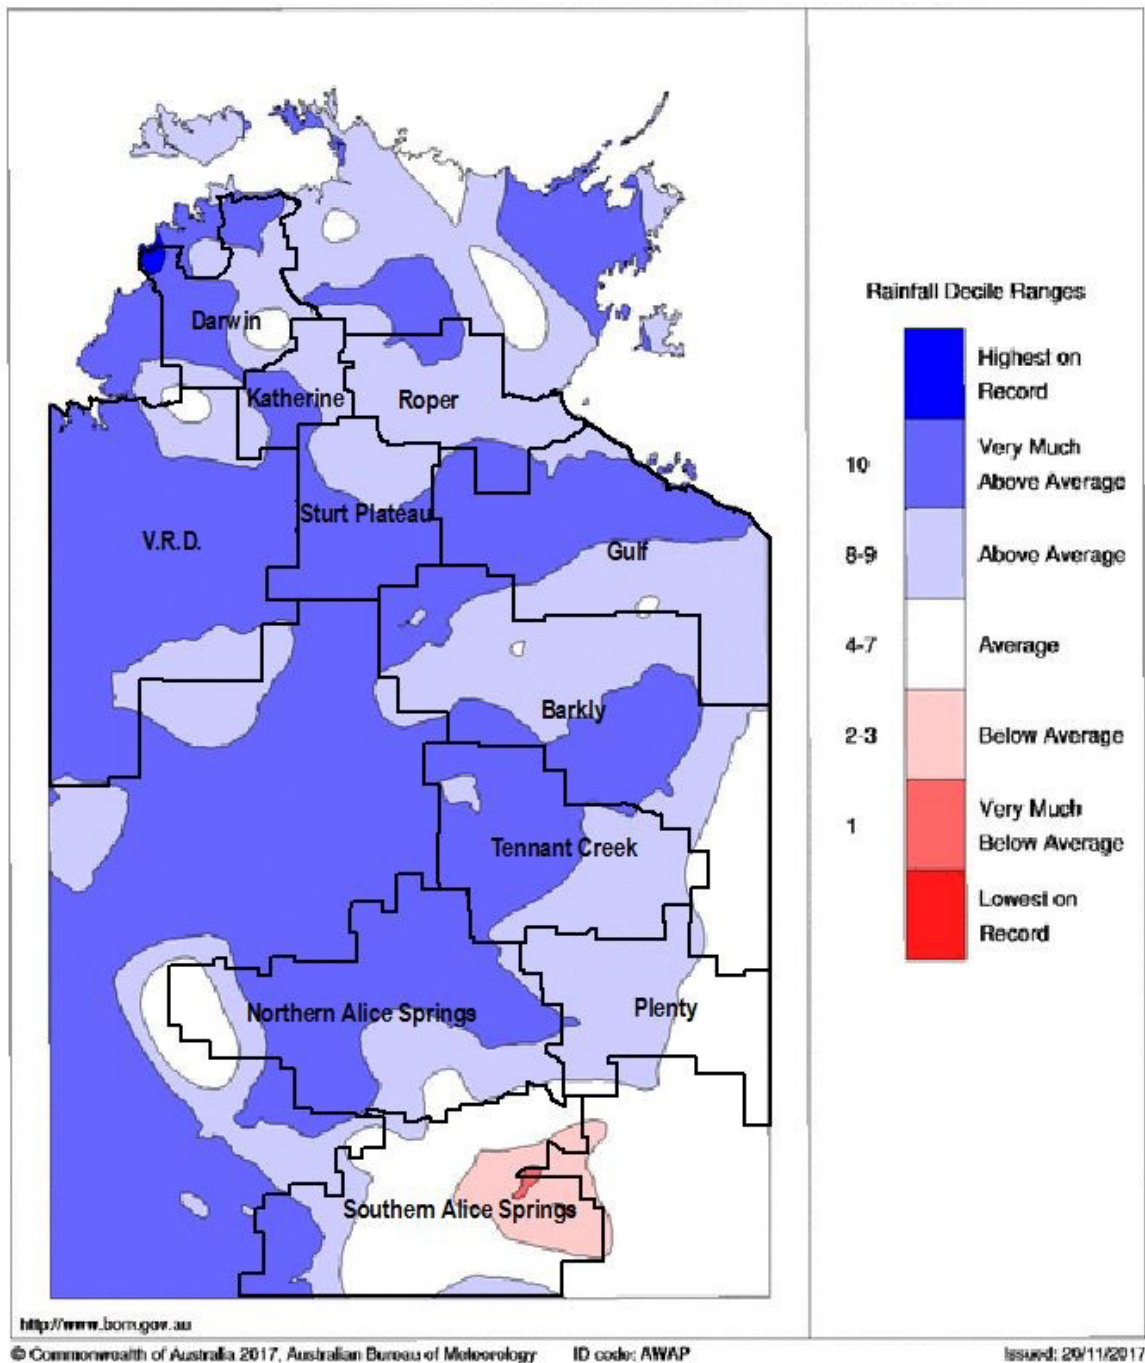 Darwin
Katherine
Roper
Sturt Plateau
V.R.D.
Gulf
Barkly
Tennant Creek
Northern Alice Springs
Plenty
Southern Alice Springs
Rainfall Decile Ranges
Highest on
Record
10
Very Much
Above Average
8-9
Above Average
4-7
Average
2-3
Below Average
1
Very Much
Below Average
Lowest on
Record
http://www.bom.gov.au
© Commonwealth of Australia 2017, Australian Bureau of Meteorology
ID code: AWAP
Issued: 20/11/2017